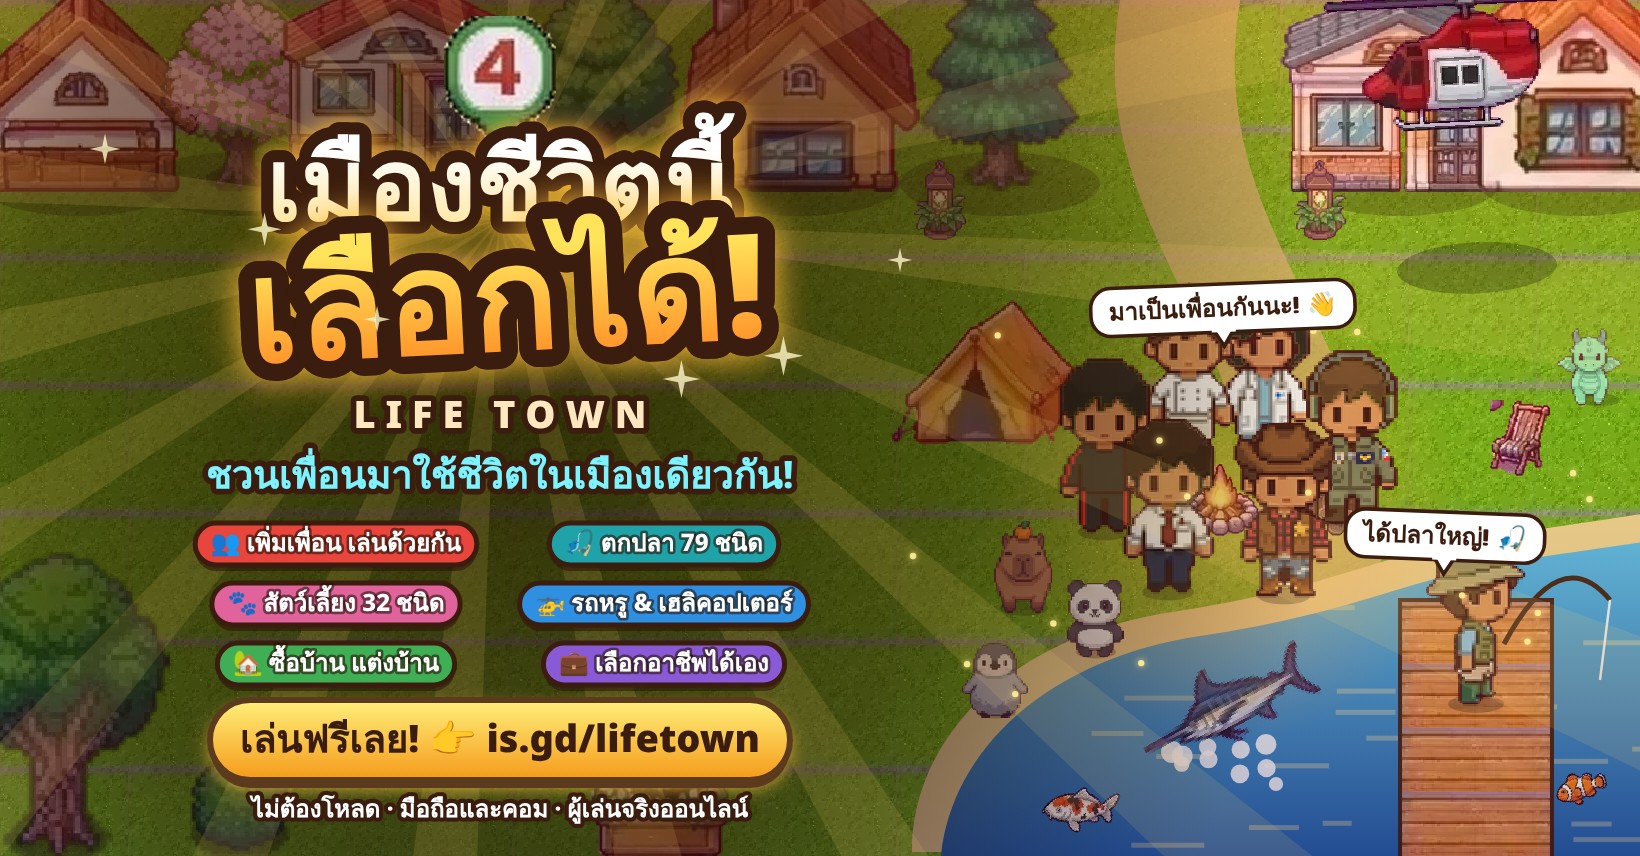 4
เมืองชีวิตนี้
เลือกได้!
LIFE TOWN
ชวนเพื่อนมาใช้ชีวิตในเมืองเดียวกัน!
👥 เพิ่มเพื่อน เล่นด้วยกัน
🎣 ตกปลา 79 ชนิด
🐾 สัตว์เลี้ยง 32 ชนิด
🚁 รถหรู & เฮลิคอปเตอร์
🏡 ซื้อบ้าน แต่งบ้าน
💼 เลือกอาชีพได้เอง
เล่นฟรีเลย! 👉 is.gd/lifetown
ไม่ต้องโหลด · มือถือและคอม · ผู้เล่นจริงออนไลน์
มาเป็นเพื่อนกันนะ! 👋
ได้ปลาใหญ่! 🎣